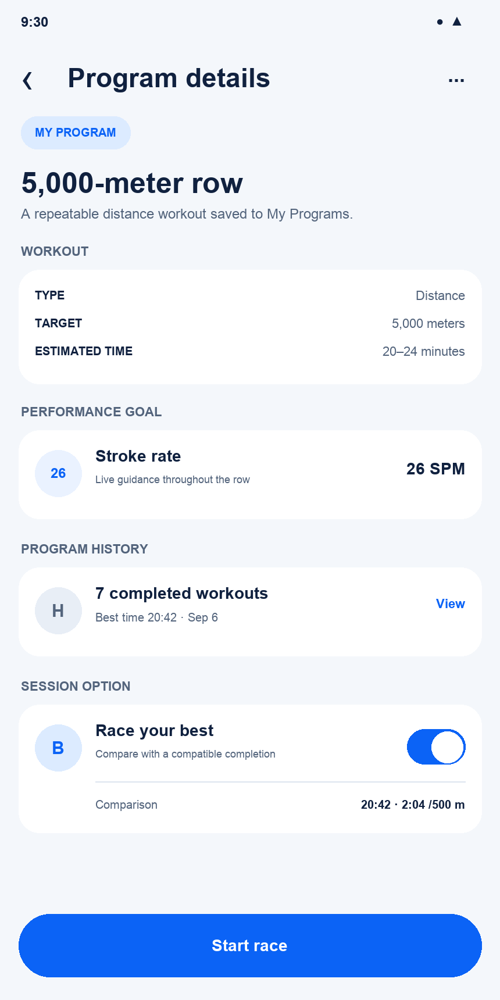 9:30
Program details
...
MY PROGRAM
5,000-meter row
A repeatable distance workout saved to My Programs.
WORKOUT
TYPE Distance
TARGET 5,000 meters
ESTIMATED TIME 20–24 minutes
PERFORMANCE GOAL
26 Stroke rate 26 SPM
Live guidance throughout the row
PROGRAM HISTORY
H 7 completed workouts View
Best time 20:42 · Sep 6
SESSION OPTION
B Race your best
Compare with a compatible completion
Comparison 20:42 · 2:04 /500 m
Start race